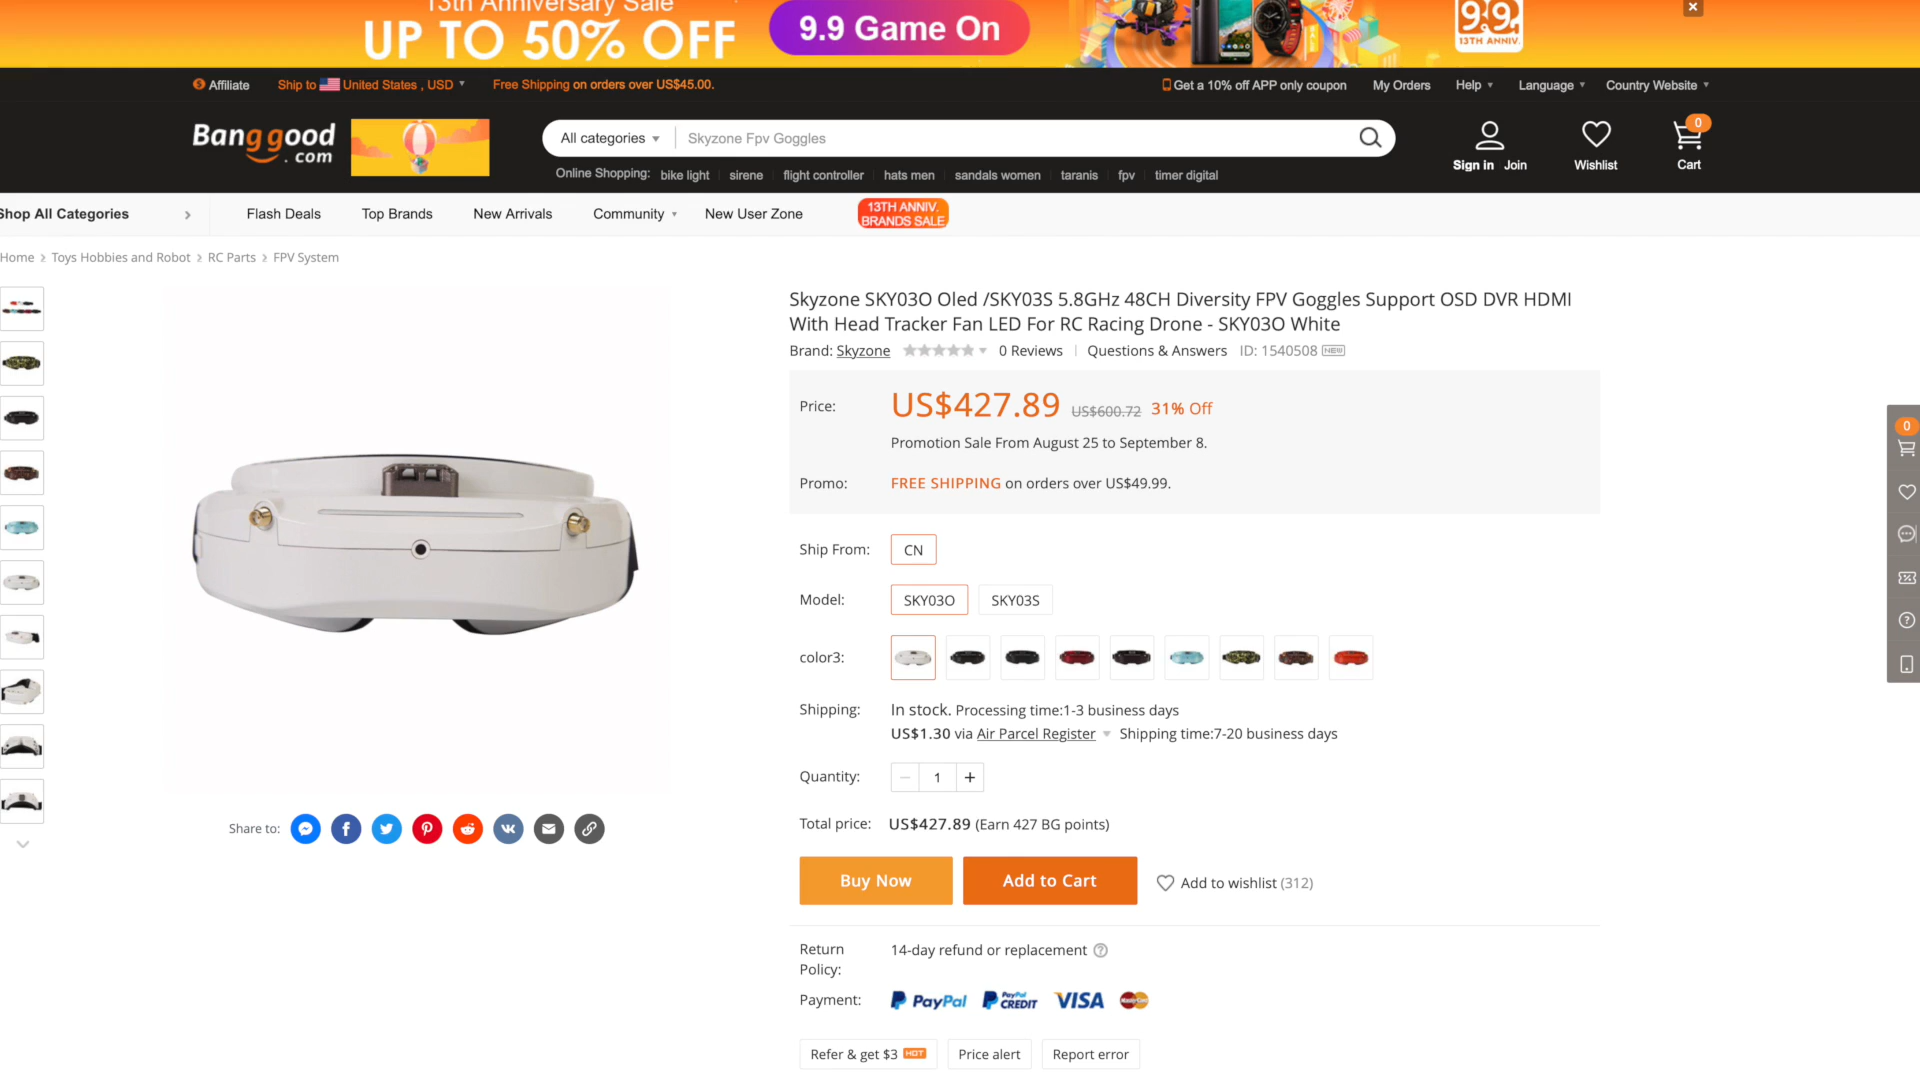 13th Anniversary Sale
UP TO 50% OFF
9.9 Game On
9.9.
13TH ANNIV.
Affiliate
Ship to United States , USD
Free Shipping on orders over US$45.00.
Get a 10% off APP only coupon
My Orders
Help
Language
Country Website
Banggood
.com
All categories
Skyzone Fpv Goggles
Online Shopping: bike light sirene flight controller hats men sandals women taranis fpv timer digital
Sign in Join
Wishlist
0
Cart
Shop All Categories
Flash Deals
Top Brands
New Arrivals
Community
New User Zone
13TH ANNIV.
BRANDS SALE
Home > Toys Hobbies and Robot > RC Parts > FPV System
Skyzone SKY03O Oled /SKY03S 5.8GHz 48CH Diversity FPV Goggles Support OSD DVR HDMI
With Head Tracker Fan LED For RC Racing Drone - SKY03O White
Brand: Skyzone 0 Reviews Questions & Answers ID: 1540508 NEW
Price: US$427.89 US$600.72 31% Off
Promotion Sale From August 25 to September 8.
Promo: FREE SHIPPING on orders over US$49.99.
0
Ship From: CN
Model: SKY03O SKY03S
color3:
Shipping: In stock. Processing time:1-3 business days
US$1.30 via Air Parcel Register Shipping time:7-20 business days
Quantity: 1
Total price: US$427.89 (Earn 427 BG points)
Share to:
Buy Now
Add to Cart
Add to wishlist (312)
Return
Policy:
14-day refund or replacement
Payment: PayPal PayPal CREDIT VISA MasterCard
Refer & get $3 HOT
Price alert
Report error